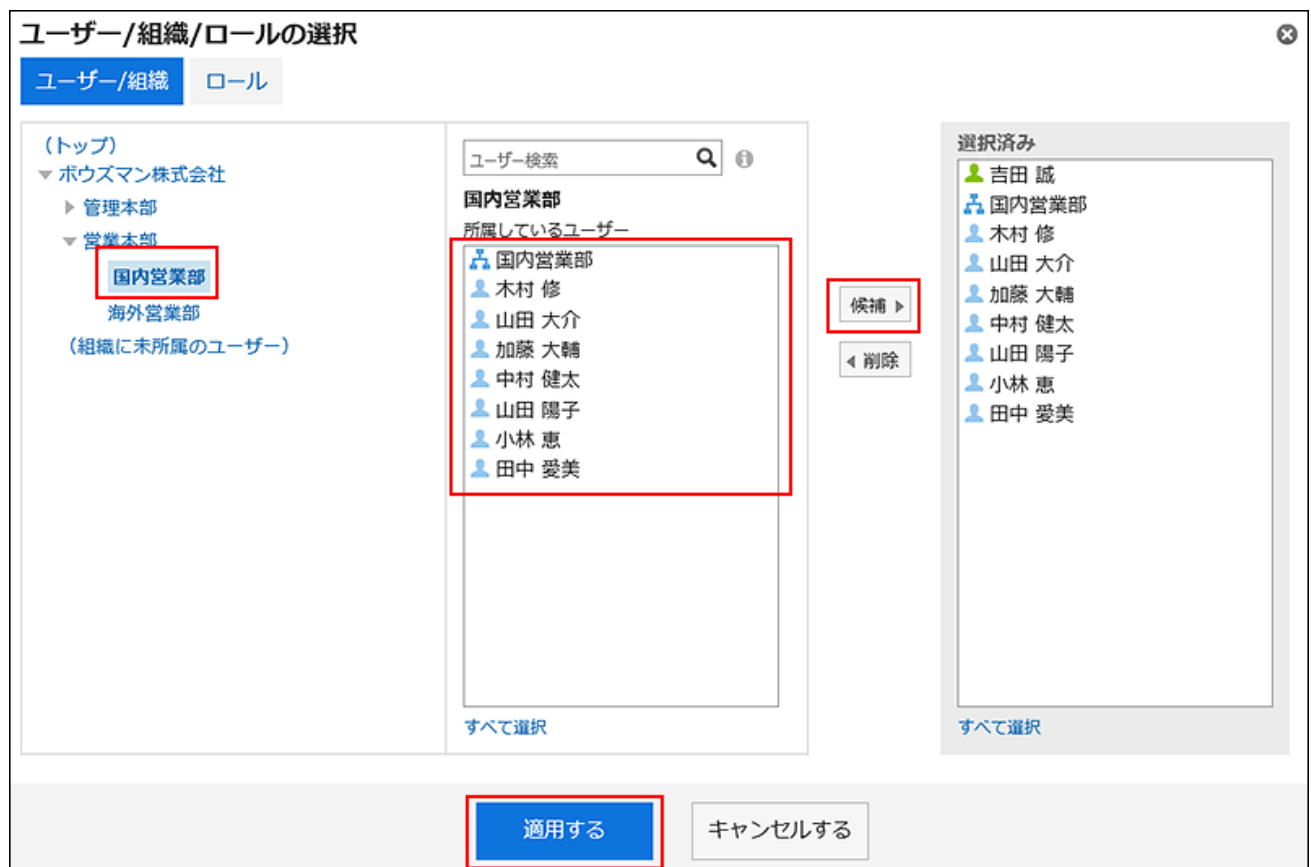 ユーザー/組織/ロールの選択
ユーザー/組織
ロール
(トップ)
ボウズマン株式会社
管理本部
営業本部
国内営業部
海外営業部
(組織に未所属のユーザー)
ユーザー検索
国内営業部
所属しているユーザー
国内営業部
木村 修
山田 大介
加藤 大輔
中村 健太
山田 陽子
小林 恵
田中 愛美
すべて選択
候補
削除
選択済み
吉田 誠
国内営業部
木村 修
山田 大介
加藤 大輔
中村 健太
山田 陽子
小林 恵
田中 愛美
すべて選択
適用する
キャンセルする